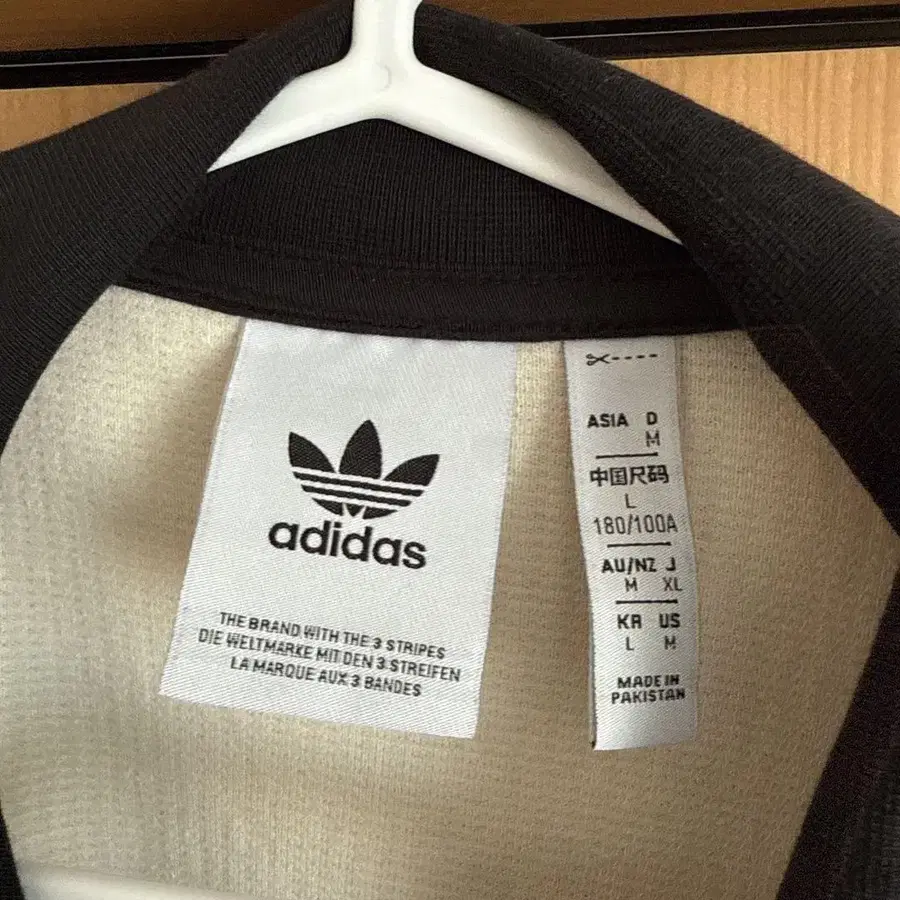 adidas
THE BRAND WITH THE 3 STRIPES
DIE WELTMARKE MIT DEN 3 STREIFEN
LA MARQUE AUX 3 BANDES
ASIA D
M
中国尺码
L
180/100A
AU/NZ J
M XL
KR US
L M
MADE IN
PAKISTAN